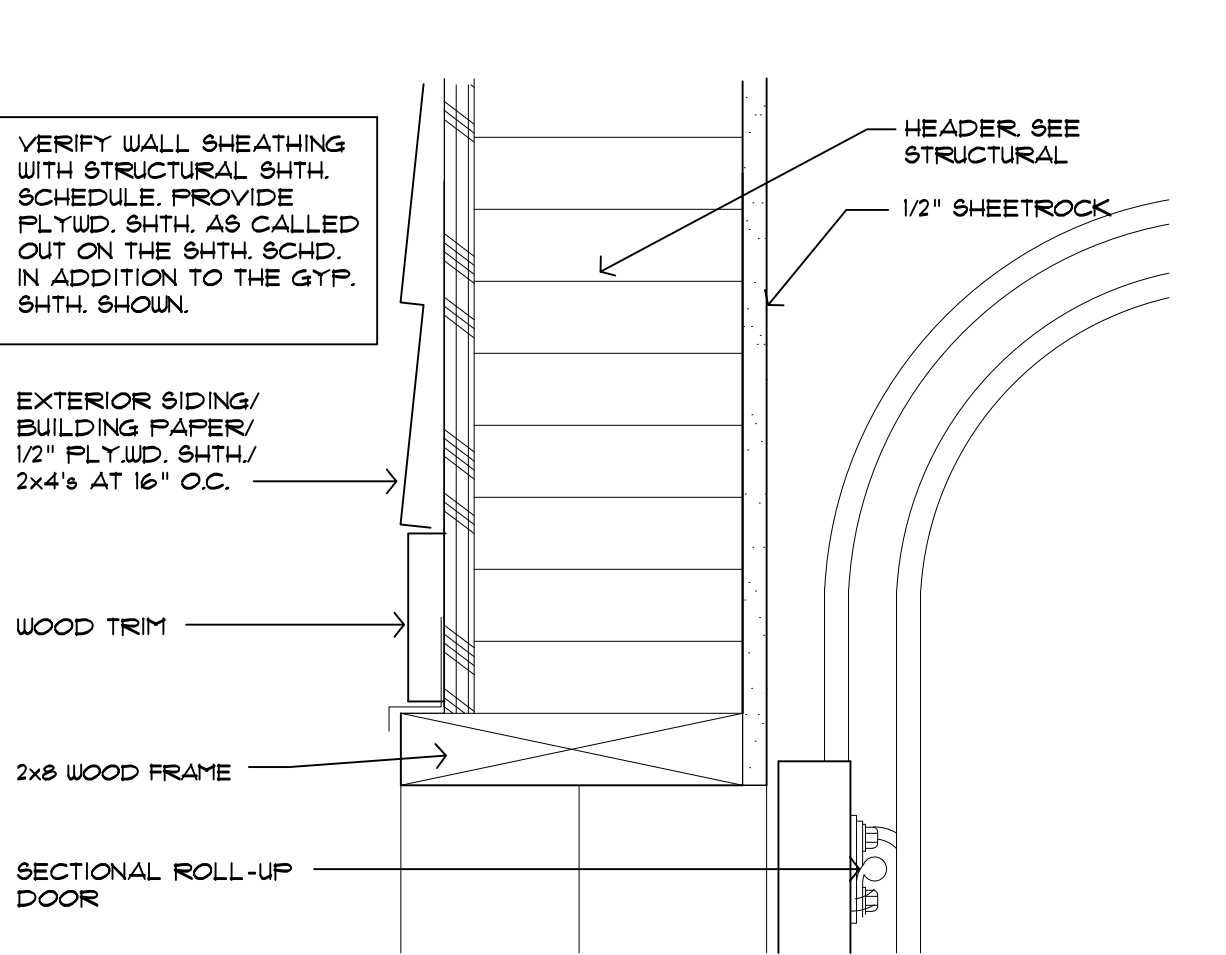 VERIFY WALL SHEATHING
WITH STRUCTURAL SHTH.
SCHEDULE. PROVIDE
PLYWD. SHTH. AS CALLED
OUT ON THE SHTH. SCHD.
IN ADDITION TO THE GYP.
SHTH. SHOWN.
EXTERIOR SIDING/
BUILDING PAPER/
1/2" PLY.WD. SHTH./
2x4's AT 16" O.C.
WOOD TRIM
2x8 WOOD FRAME
SECTIONAL ROLL-UP
DOOR
HEADER. SEE
STRUCTURAL
1/2" SHEETROCK